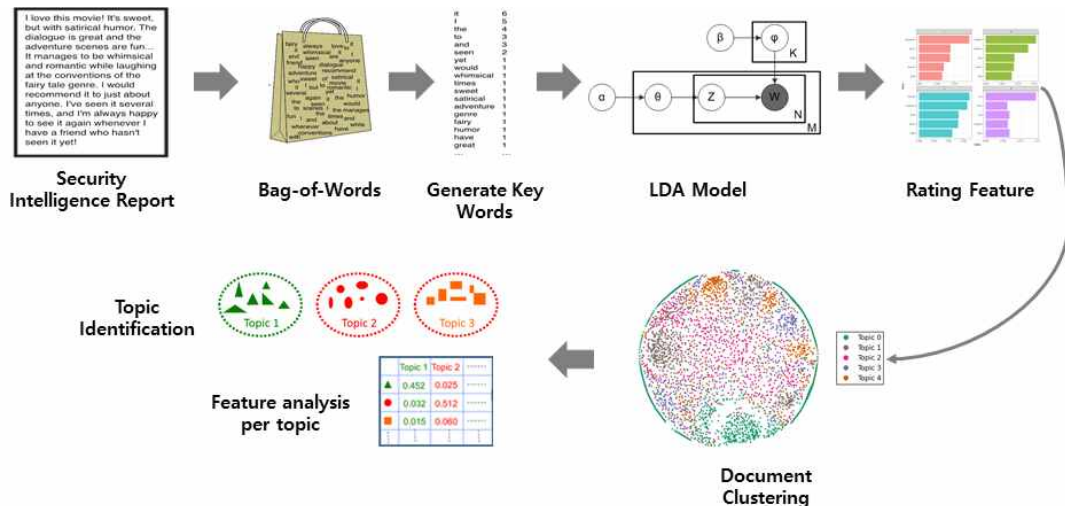 I love this movie! It's sweet,
but with satirical humor. The
dialogue is great and the
adventure scenes are fun...
It manages to be whimsical
and romantic while laughing
at the conventions of the
fairy tale genre. I would
recommend it to just about
anyone. I've seen it several
times, and I'm always happy
to see it again whenever I
have a friend who hasn't
seen it yet!
Security
Intelligence Report
Bag-of-Words
it 6
I 5
the 4
to 3
and 3
seen 2
yet 1
would 1
whimsical 1
times 1
sweet 1
satirical 1
adventure 1
genre 1
fairy 1
humor 1
have 1
great 1
... ...
Generate Key
Words
β φ
K
α θ Z W
N
M
LDA Model
Rating Feature
Topic
Identification
Topic 1 Topic 2 Topic 3
Feature analysis
per topic
Topic 1 Topic 2 ······
0.452 0.025 ······
0.032 0.512 ······
0.015 0.060 ······
Topic 0
Topic 1
Topic 2
Topic 3
Topic 4
Document
Clustering